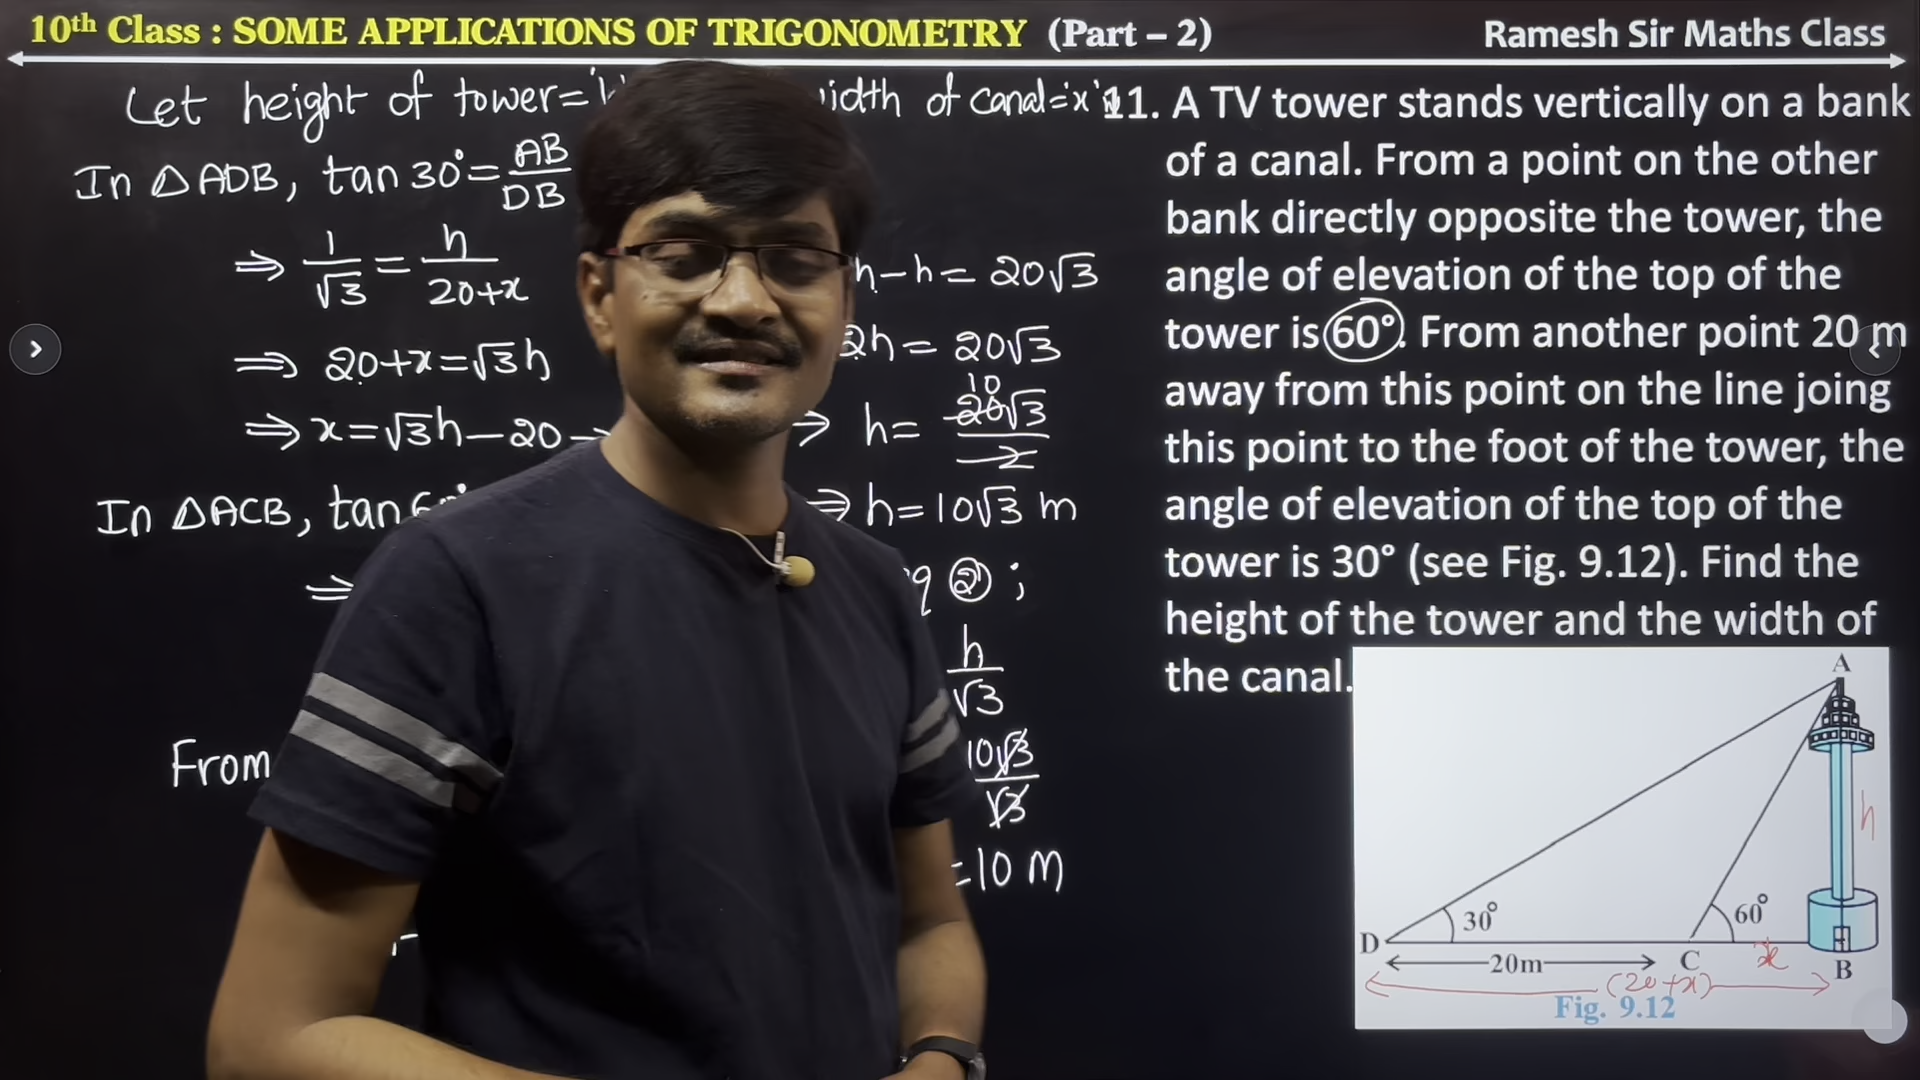 10th Class : SOME APPLICATIONS OF TRIGONOMETRY (Part – 2)
Ramesh Sir Maths Class
Let height of tower =
of canal = 'x'
In △ADB, tan 30° = AB/DB
⇒ 1/√3 = h/20+x
⇒ 20+x = √3h
⇒ x = √3h – 20
In △ACB, tan
⇒
From
h – h = 20√3
2h = 20√3
h = 20√3/2
10
⇒ h = 10√3 m
② ;
h/√3
10√3/√3
= 10 m
11. A TV tower stands vertically on a bank
of a canal. From a point on the other
bank directly opposite the tower, the
angle of elevation of the top of the
tower is 60°. From another point 20 m
away from this point on the line joing
this point to the foot of the tower, the
angle of elevation of the top of the
tower is 30° (see Fig. 9.12). Find the
height of the tower and the width of
the canal.
A
h
30°
60°
D
20m
C
x
B
(20+x)
Fig. 9.12